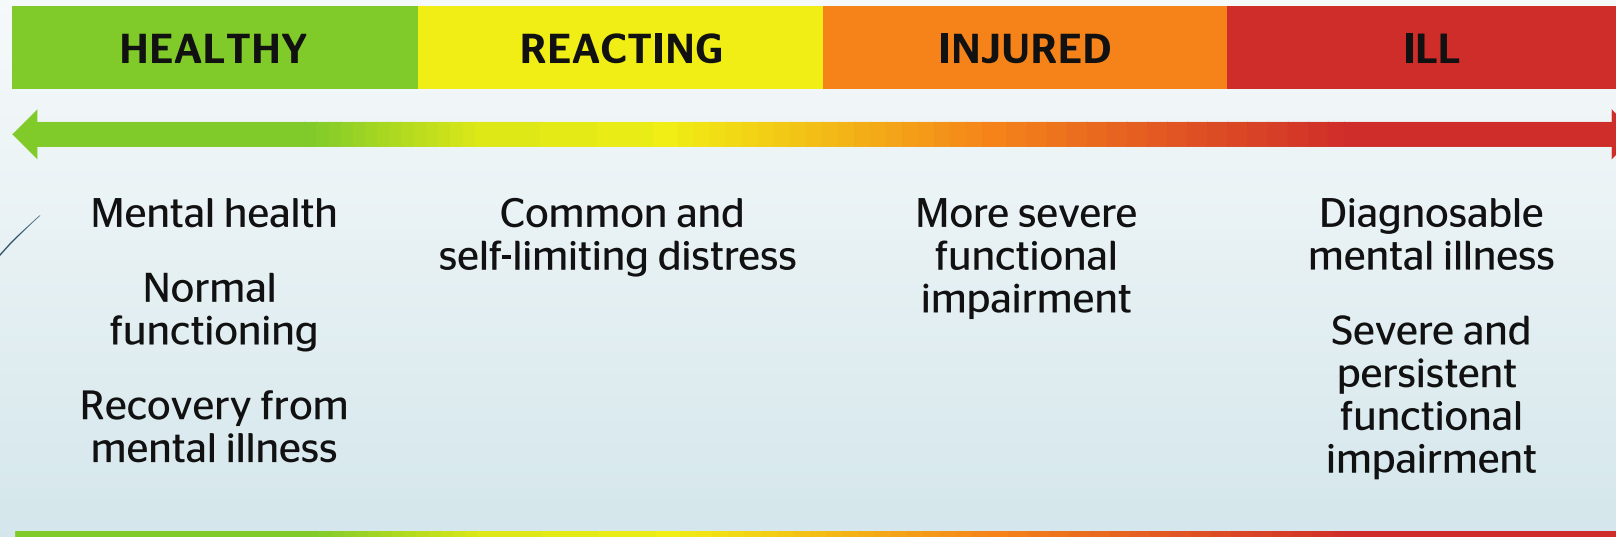 HEALTHY
REACTING
INJURED
ILL
Mental health
Normal
functioning
Recovery from
mental illness
Common and
self-limiting distress
More severe
functional
impairment
Diagnosable
mental illness
Severe and
persistent
functional
impairment